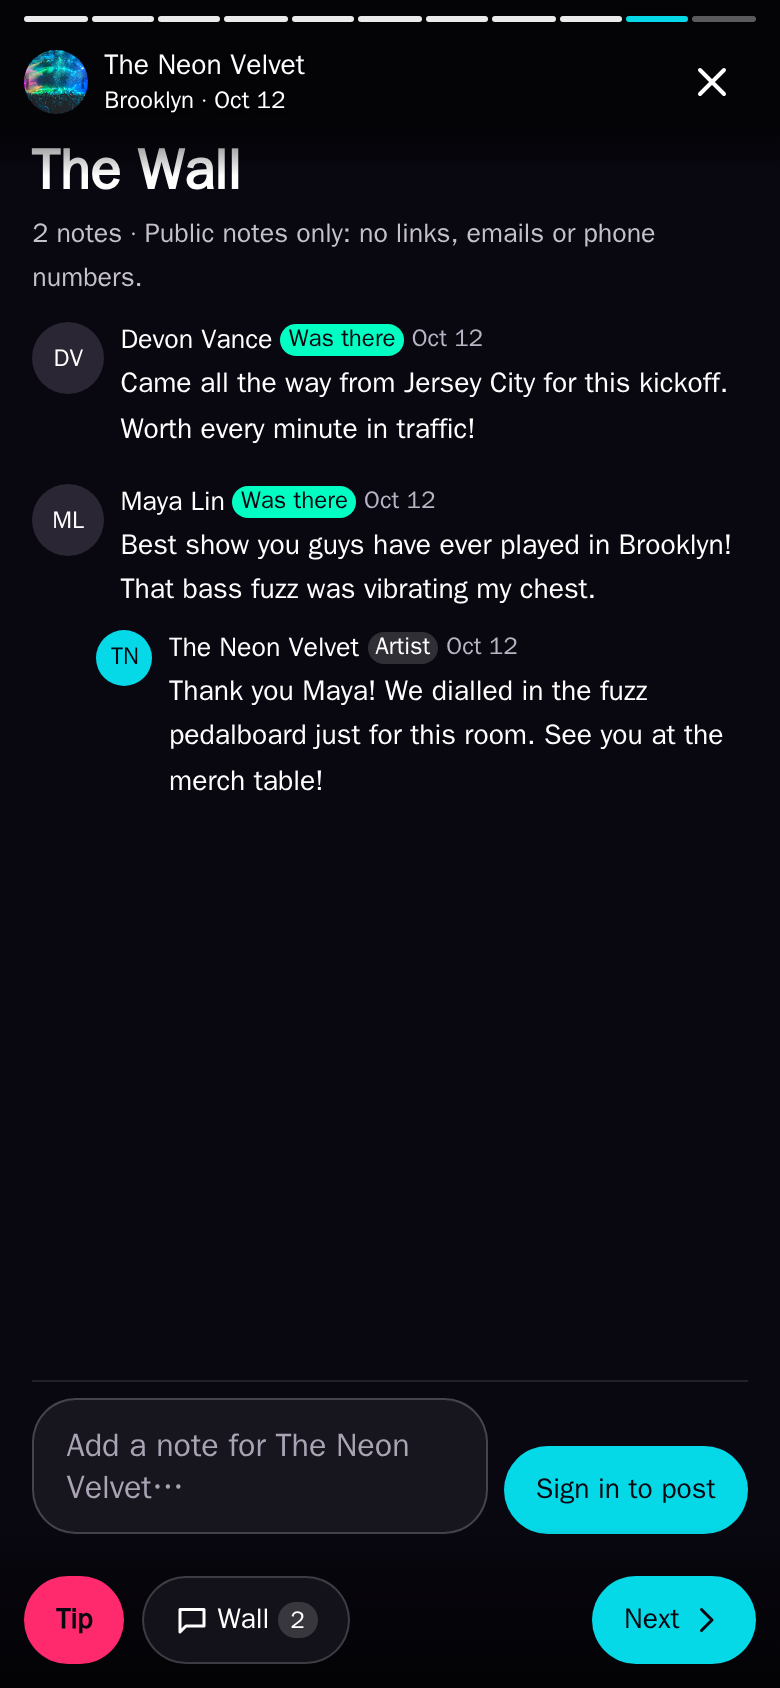 The Neon Velvet
Brooklyn · Oct 12
The Wall
2 notes · Public notes only: no links, emails or phone
numbers.
DV
Devon Vance Was there Oct 12
Came all the way from Jersey City for this kickoff.
Worth every minute in traffic!
ML
Maya Lin Was there Oct 12
Best show you guys have ever played in Brooklyn!
That bass fuzz was vibrating my chest.
TN
The Neon Velvet Artist Oct 12
Thank you Maya! We dialled in the fuzz
pedalboard just for this room. See you at the
merch table!
Add a note for The Neon
Velvet…
Sign in to post
Tip
Wall 2
Next